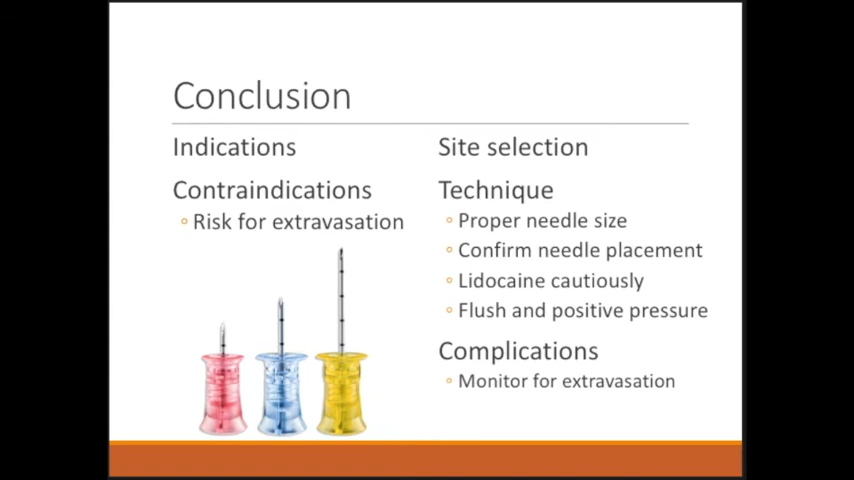 Conclusion
Indications
Contraindications
◦ Risk for extravasation
Site selection
Technique
◦ Proper needle size
◦ Confirm needle placement
◦ Lidocaine cautiously
◦ Flush and positive pressure
Complications
◦ Monitor for extravasation